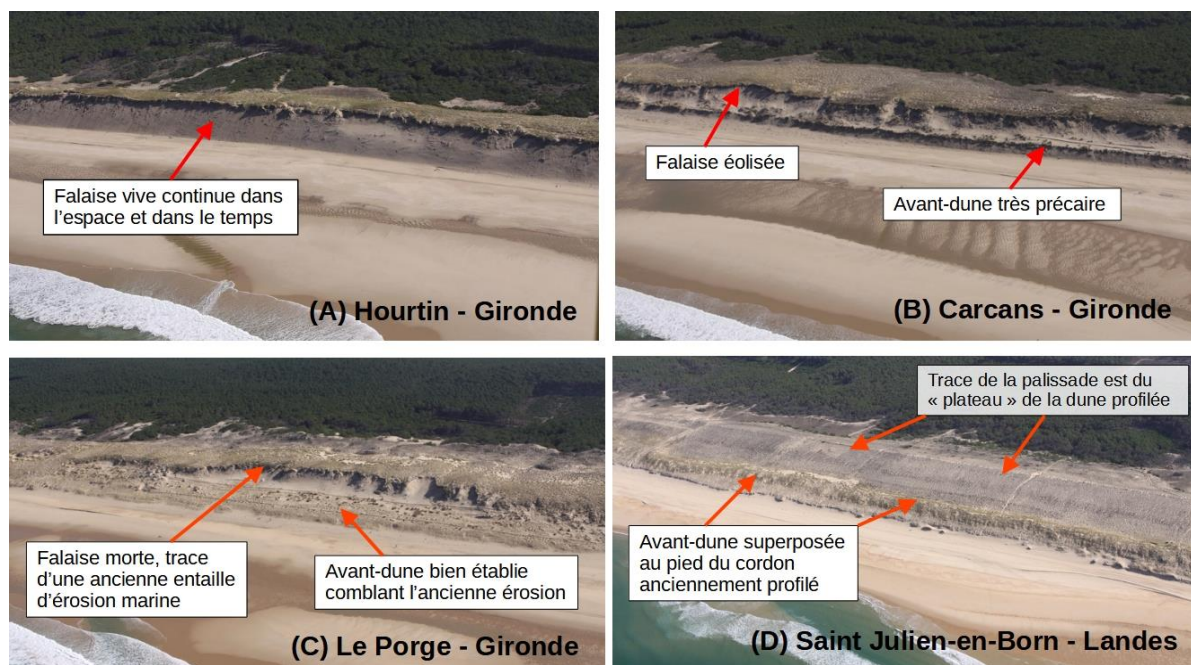 Falaise vive continue dans
l'espace et dans le temps
(A) Hourtin - Gironde
Falaise éolisée
Avant-dune très précaire
(B) Carcans - Gironde
Falaise morte, trace
d'une ancienne entaille
d'érosion marine
Avant-dune bien établie
comblant l'ancienne érosion
(C) Le Porge - Gironde
Trace de la palissade est du
« plateau » de la dune profilée
Avant-dune superposée
au pied du cordon
anciennement profilé
(D) Saint Julien-en-Born - Landes